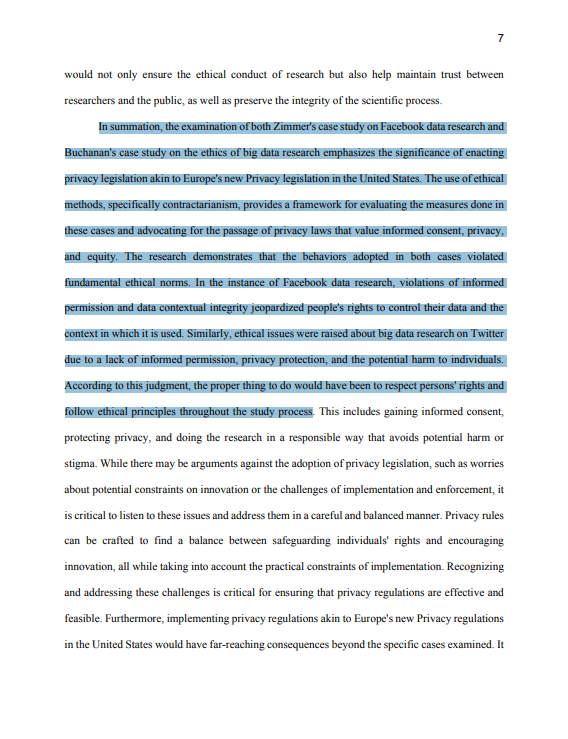 7
would not only ensure the ethical conduct of research but also help maintain trust between
researchers and the public, as well as preserve the integrity of the scientific process.
In summation, the examination of both Zimmer's case study on Facebook data research and
Buchanan's case study on the ethics of big data research emphasizes the significance of enacting
privacy legislation akin to Europe's new Privacy legislation in the United States. The use of ethical
methods, specifically contractarianism, provides a framework for evaluating the measures done in
these cases and advocating for the passage of privacy laws that value informed consent, privacy,
and equity. The research demonstrates that the behaviors adopted in both cases violated
fundamental ethical norms. In the instance of Facebook data research, violations of informed
permission and data contextual integrity jeopardized people's rights to control their data and the
context in which it is used. Similarly, ethical issues were raised about big data research on Twitter
due to a lack of informed permission, privacy protection, and the potential harm to individuals.
According to this judgment, the proper thing to do would have been to respect persons' rights and
follow ethical principles throughout the study process. This includes gaining informed consent,
protecting privacy, and doing the research in a responsible way that avoids potential harm or
stigma. While there may be arguments against the adoption of privacy legislation, such as worries
about potential constraints on innovation or the challenges of implementation and enforcement, it
is critical to listen to these issues and address them in a careful and balanced manner. Privacy rules
can be crafted to find a balance between safeguarding individuals' rights and encouraging
innovation, all while taking into account the practical constraints of implementation. Recognizing
and addressing these challenges is critical for ensuring that privacy regulations are effective and
feasible. Furthermore, implementing privacy regulations akin to Europe's new Privacy regulations
in the United States would have far-reaching consequences beyond the specific cases examined. It